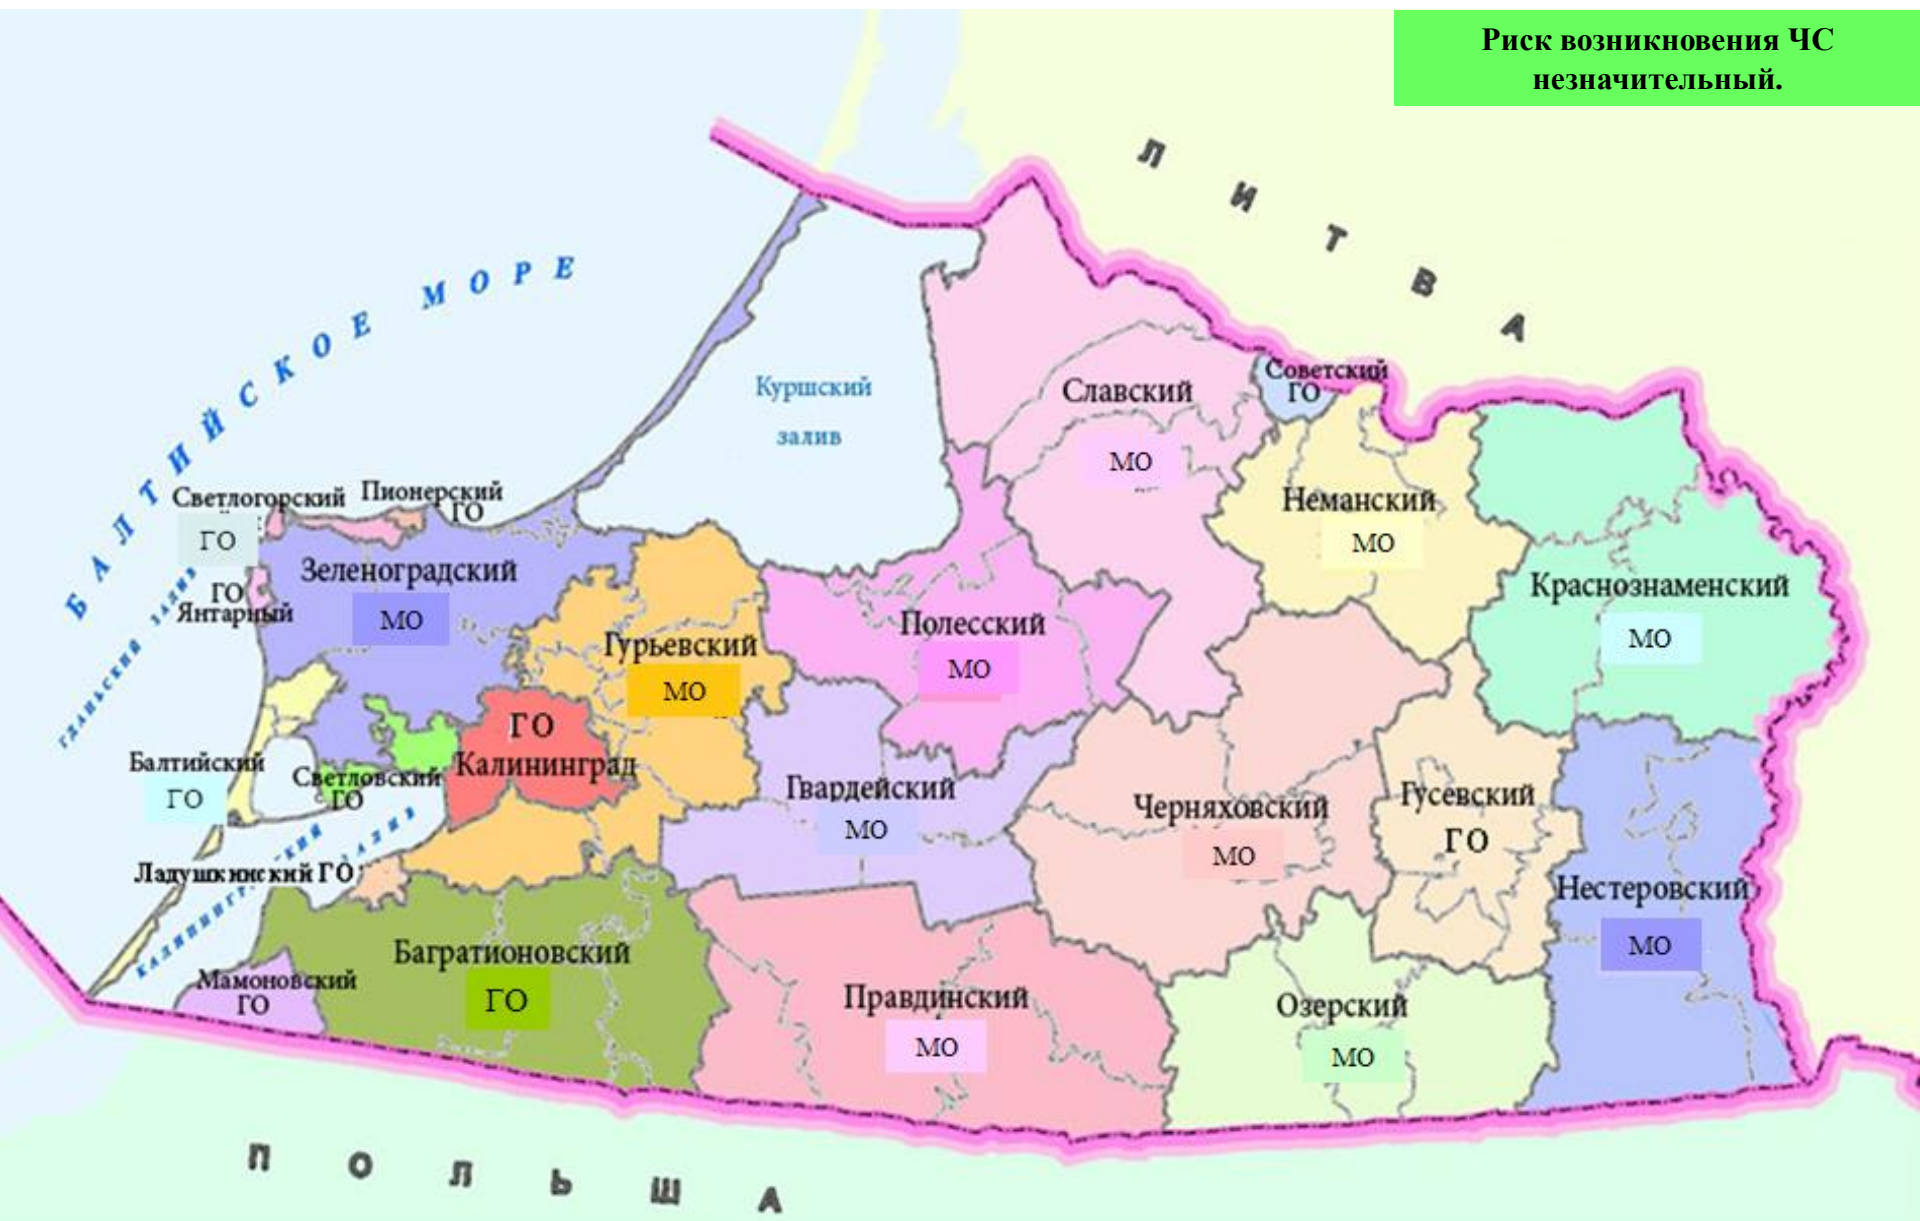 Риск возникновения ЧС
незначительный.
ЛИТВА
БАЛТИЙСКОЕ МОРЕ
Куршский
залив
Славский
МО
Советский
ГО
Неманский
МО
Краснознаменский
МО
Светлогорский
ГО
Пионерский
ГО
Зеленоградский
МО
ГО
Янтарный
ГДАНЬСКИЙ ЗАЛИВ
Гурьевский
МО
Полесский
МО
ГО
Калининград
Балтийский
ГО
Светловский
ГО
Гвардейский
МО
Черняховский
МО
Гусевский
ГО
Нестеровский
МО
Ладушкинский ГО
Багратионовский
ГО
Мамоновский
ГО
Правдинский
МО
Озерский
МО
ПОЛЬША